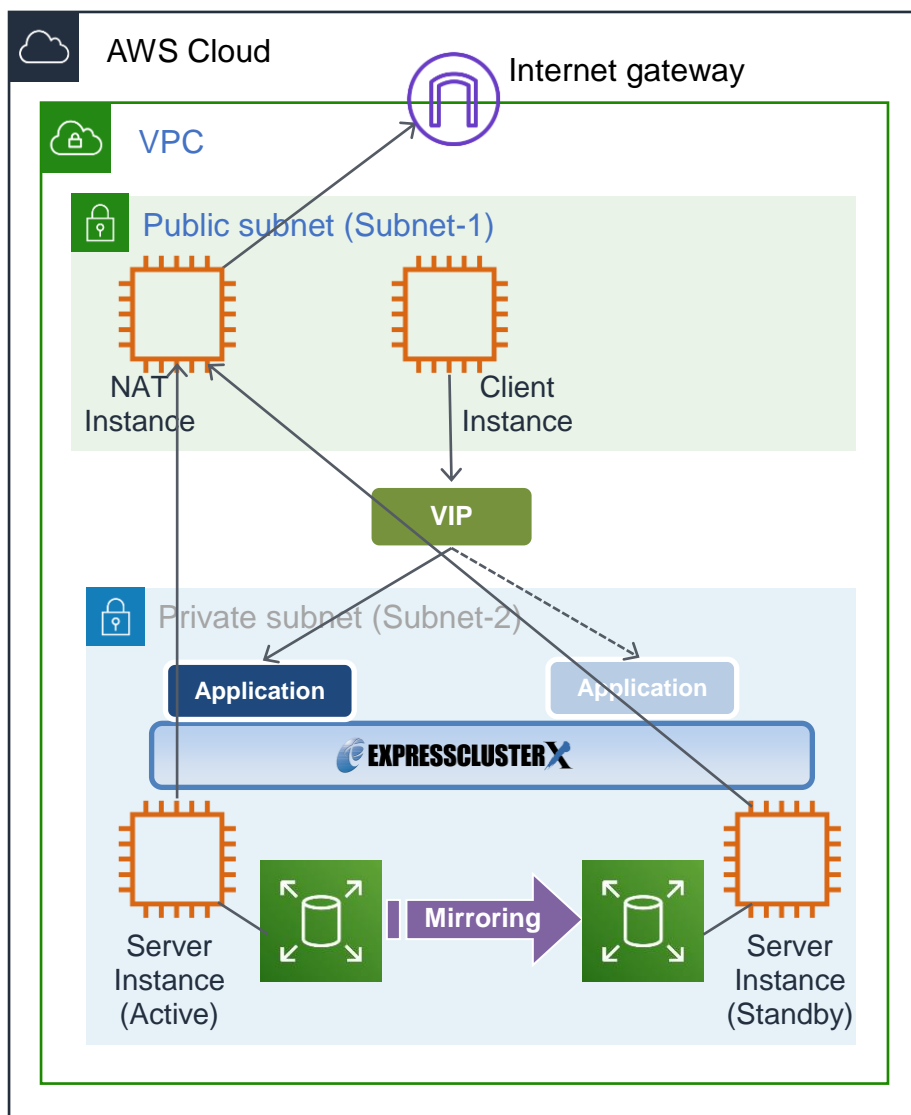 AWS Cloud
Internet gateway
VPC
Public subnet (Subnet-1)
NAT
Instance
Client
Instance
VIP
Private subnet (Subnet-2)
Application
Application
EXPRESSCLUSTER X
Mirroring
Server
Instance
(Active)
Server
Instance
(Standby)